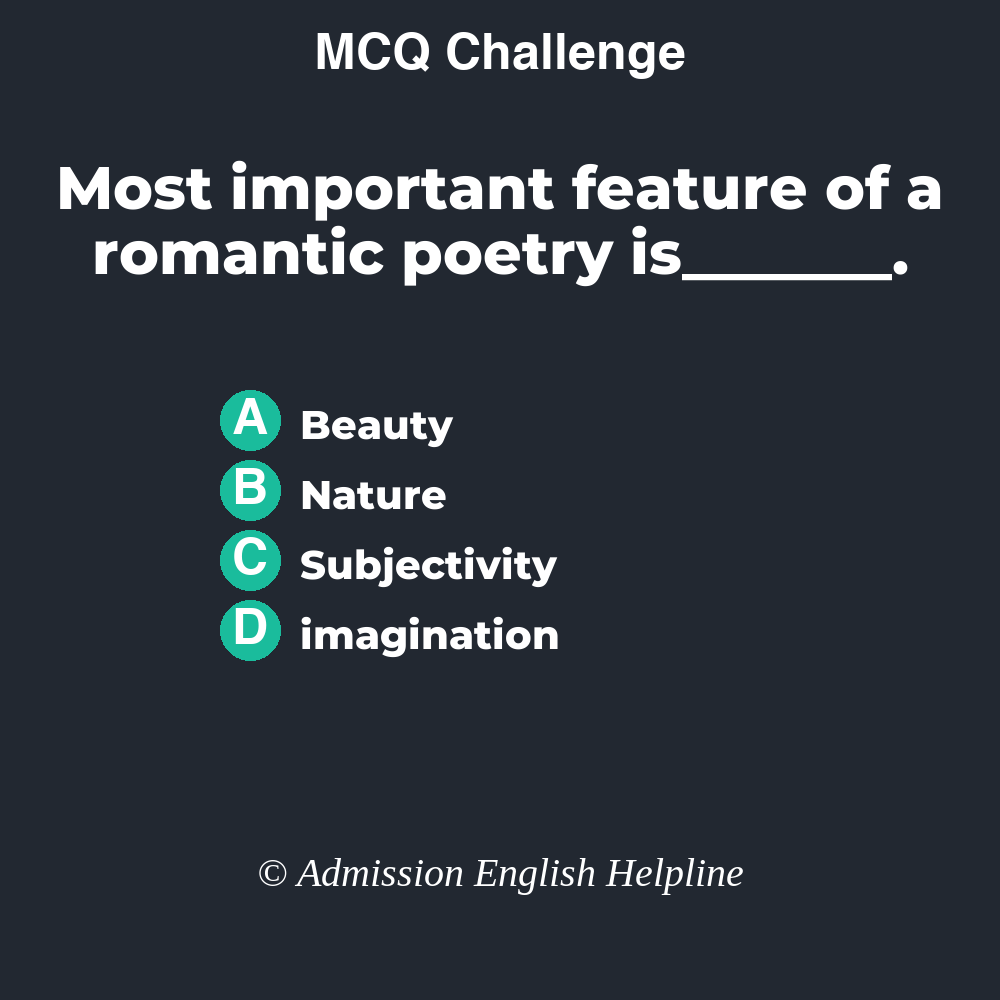 MCQ Challenge
Most important feature of a
romantic poetry is_______.
A Beauty
B Nature
C Subjectivity
D imagination
© Admission English Helpline